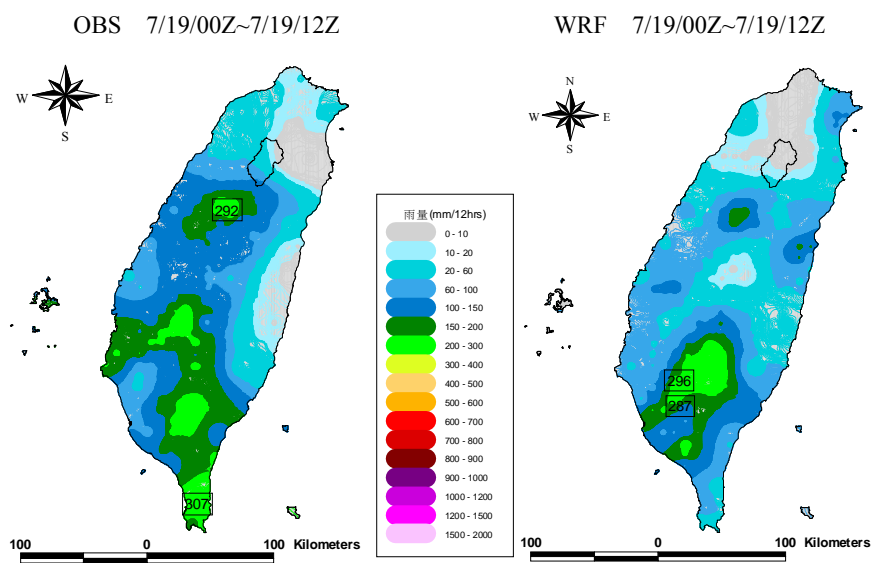 OBS 7/19/00Z~7/19/12Z
WRF 7/19/00Z~7/19/12Z
W E
S
N
W E
S
292
307
296
287
雨量(mm/12hrs)
0 - 10
10 - 20
20 - 60
60 - 100
100 - 150
150 - 200
200 - 300
300 - 400
400 - 500
500 - 600
600 - 700
700 - 800
800 - 900
900 - 1000
1000 - 1200
1200 - 1500
1500 - 2000
100 0 100 Kilometers
100 0 100 Kilometers